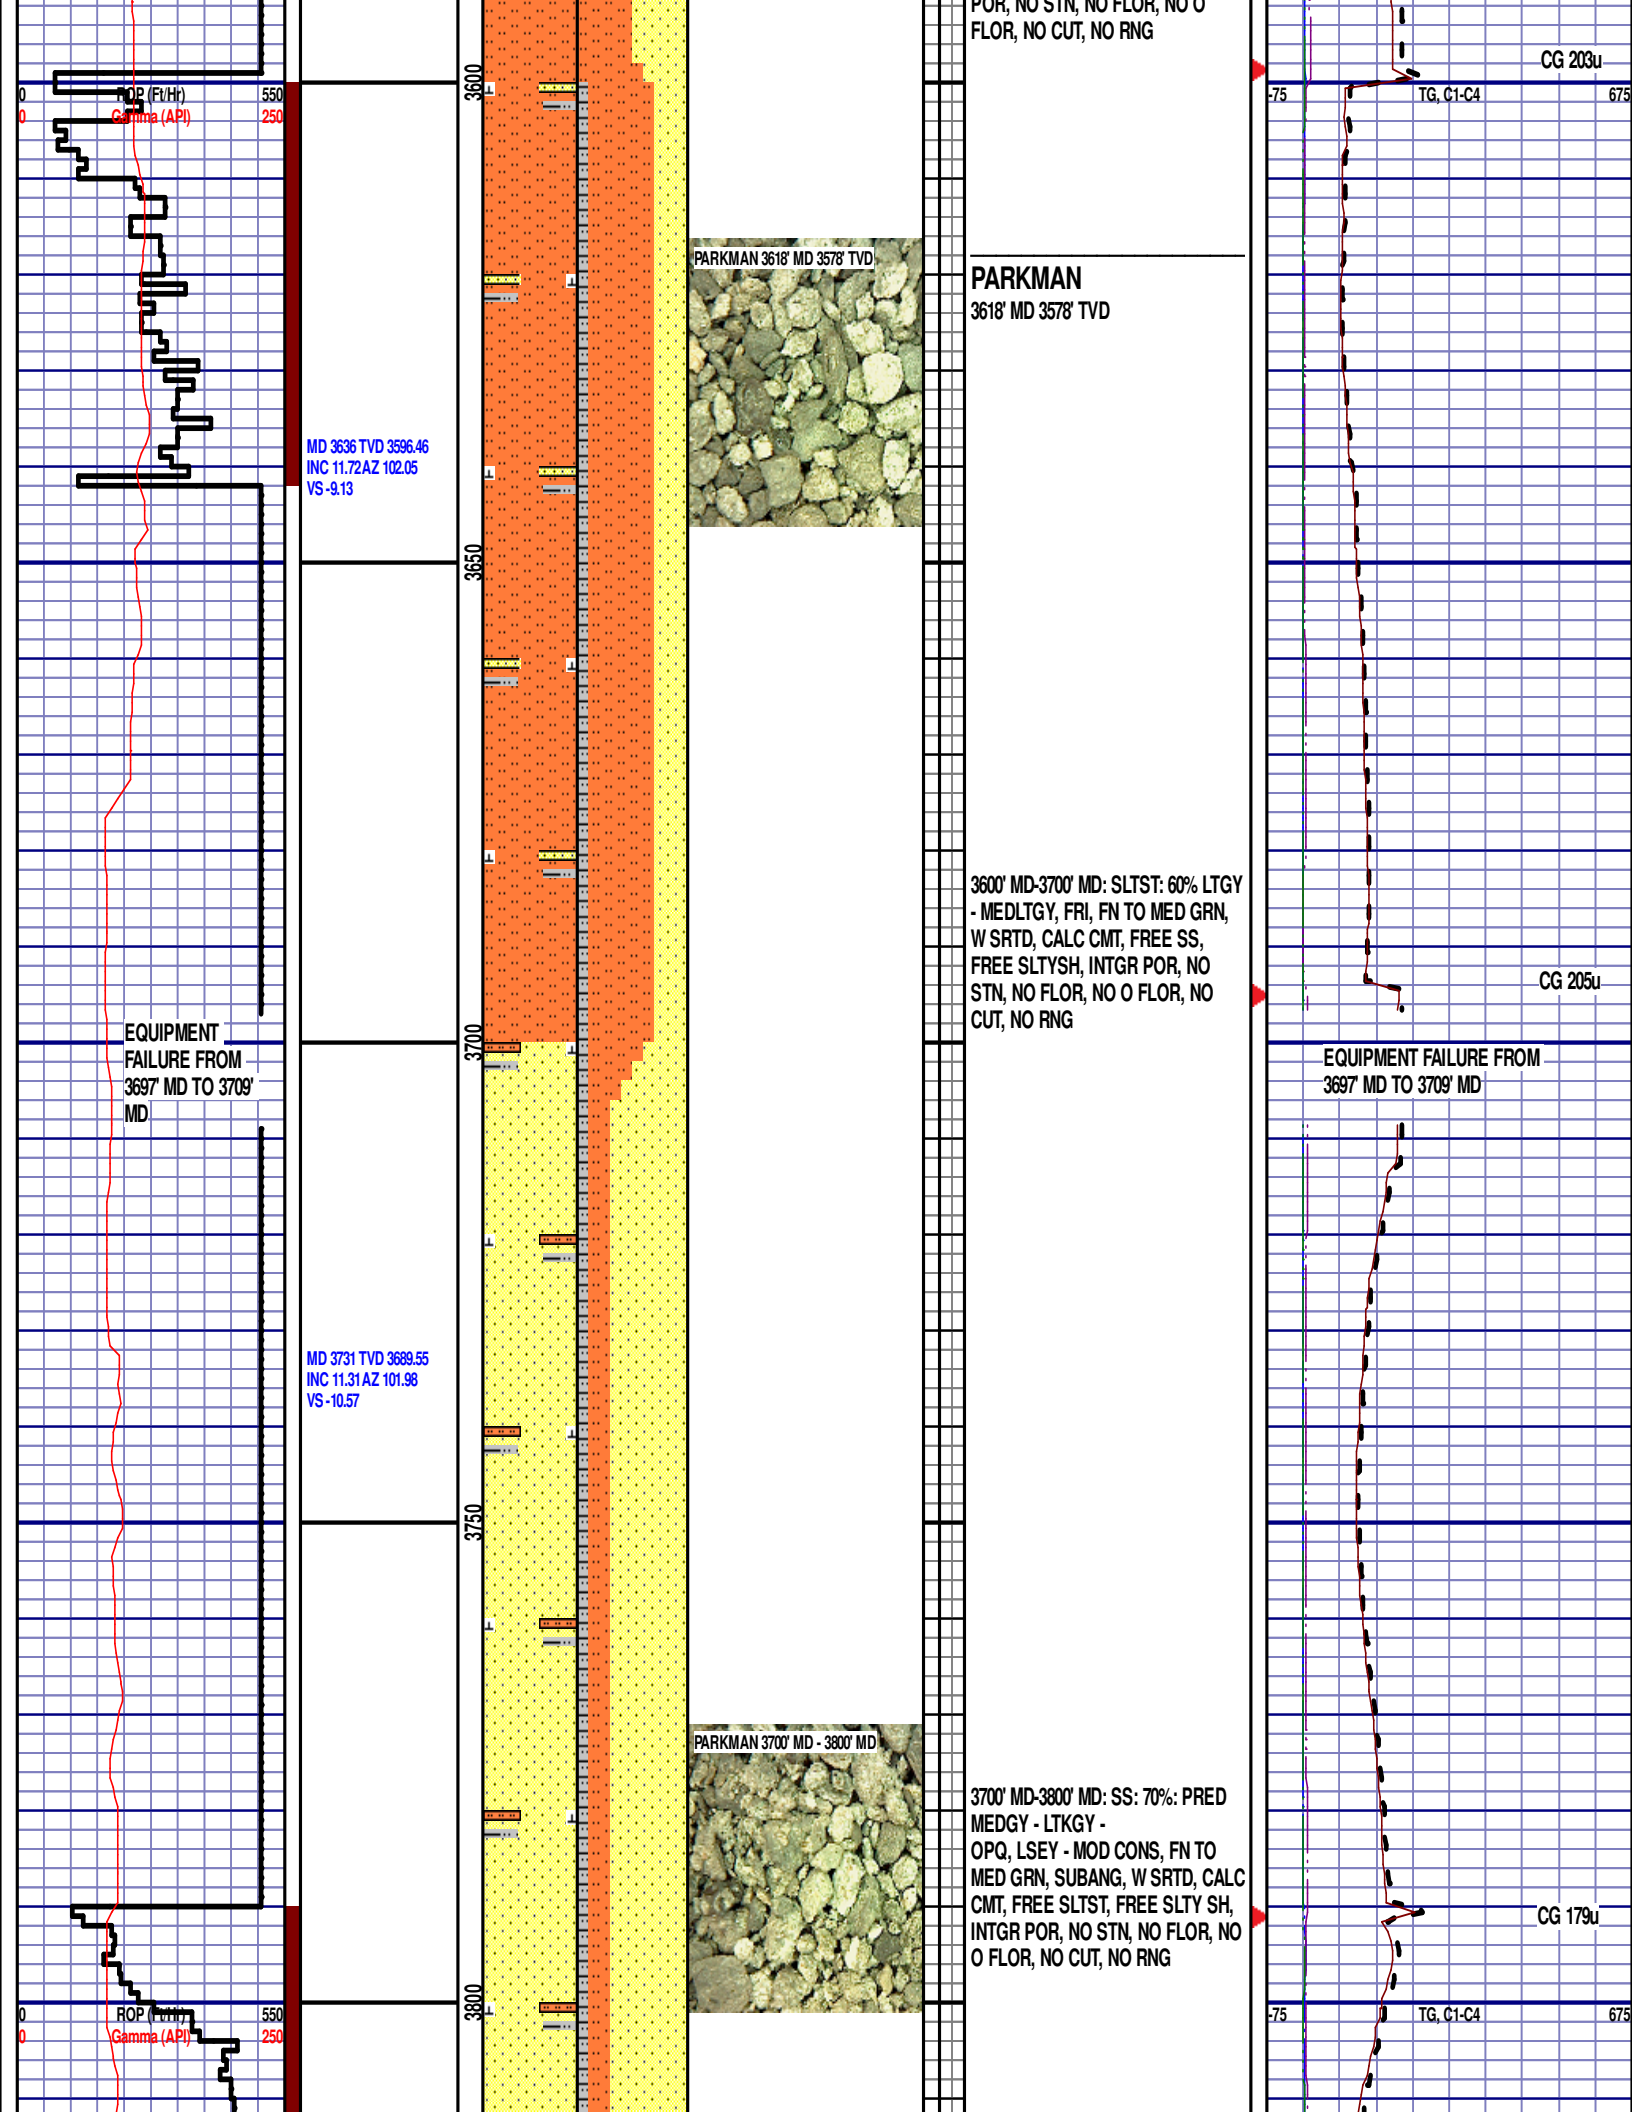 POR, NO STN, NO FLOR, NO O
FLOR, NO CUT, NO RNG
CG 203u
0 ROP (Ft/Hr) 550
0 Gamma (API) 250
3600
-75 TG, C1-C4 675
PARKMAN 3618' MD 3578' TVD
PARKMAN
3618' MD 3578' TVD
MD 3636 TVD 3596.46
INC 11.72 AZ 102.05
VS -9.13
3650
3600' MD-3700' MD: SLTST: 60% LTGY
- MEDLTGY, FRI, FN TO MED GRN,
W SRTD, CALC CMT, FREE SS,
FREE SLTYSH, INTGR POR, NO
STN, NO FLOR, NO O FLOR, NO
CUT, NO RNG
CG 205u
EQUIPMENT
FAILURE FROM
3697' MD TO 3709'
MD
3700
EQUIPMENT FAILURE FROM
3697' MD TO 3709' MD
MD 3731 TVD 3689.55
INC 11.31 AZ 101.98
VS -10.57
3750
PARKMAN 3700' MD - 3800' MD
3700' MD-3800' MD: SS: 70%: PRED
MEDGY - LTKGY -
OPQ, LSEY - MOD CONS, FN TO
MED GRN, SUBANG, W SRTD, CALC
CMT, FREE SLTST, FREE SLTY SH,
INTGR POR, NO STN, NO FLOR, NO
O FLOR, NO CUT, NO RNG
CG 179u
3800
0 ROP (Ft/Hr) 550
0 Gamma (API) 250
-75 TG, C1-C4 675